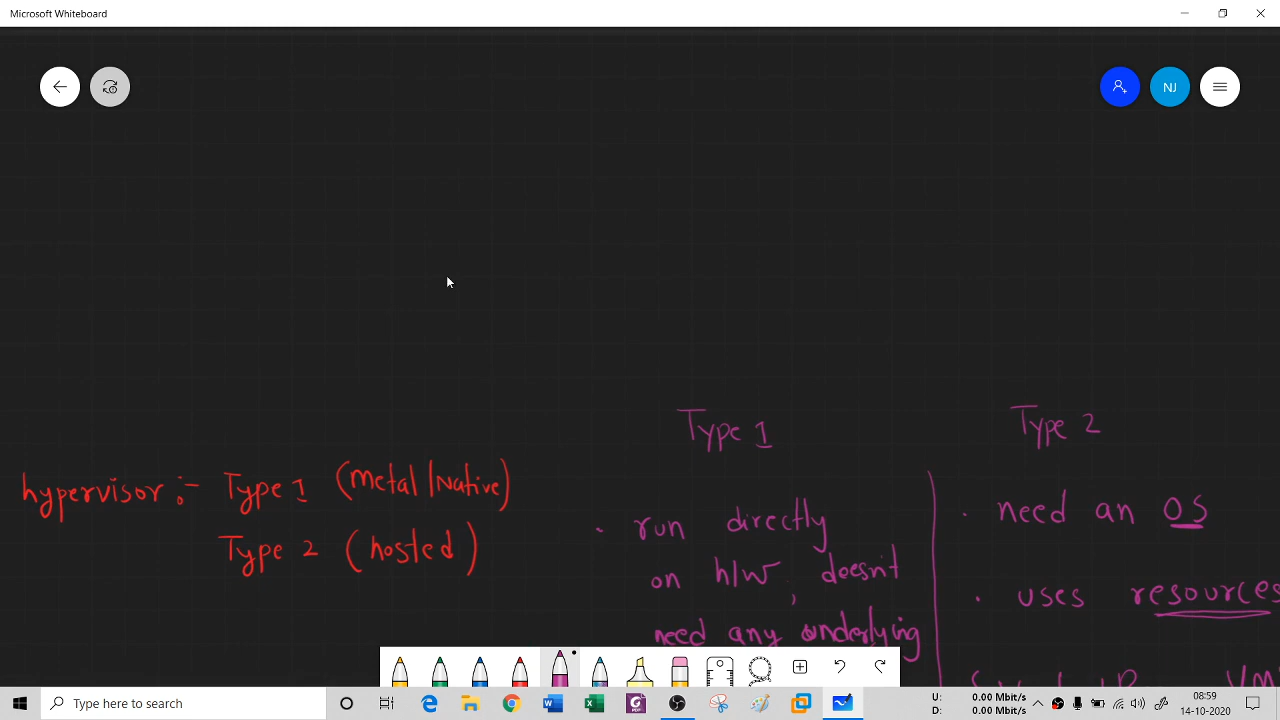 Microsoft Whiteboard
NJ
Type 1
Type 2
hypervisor :- Type 1 (metal/Native)
Type 2 (hosted)
• run directly
on h/w, doesn't
need any underlying
• need an OS
• uses resources
Type here to search
U: 0.00 Mbit/s
D: 0.00 Mbit/s
08:59
14-10-2020